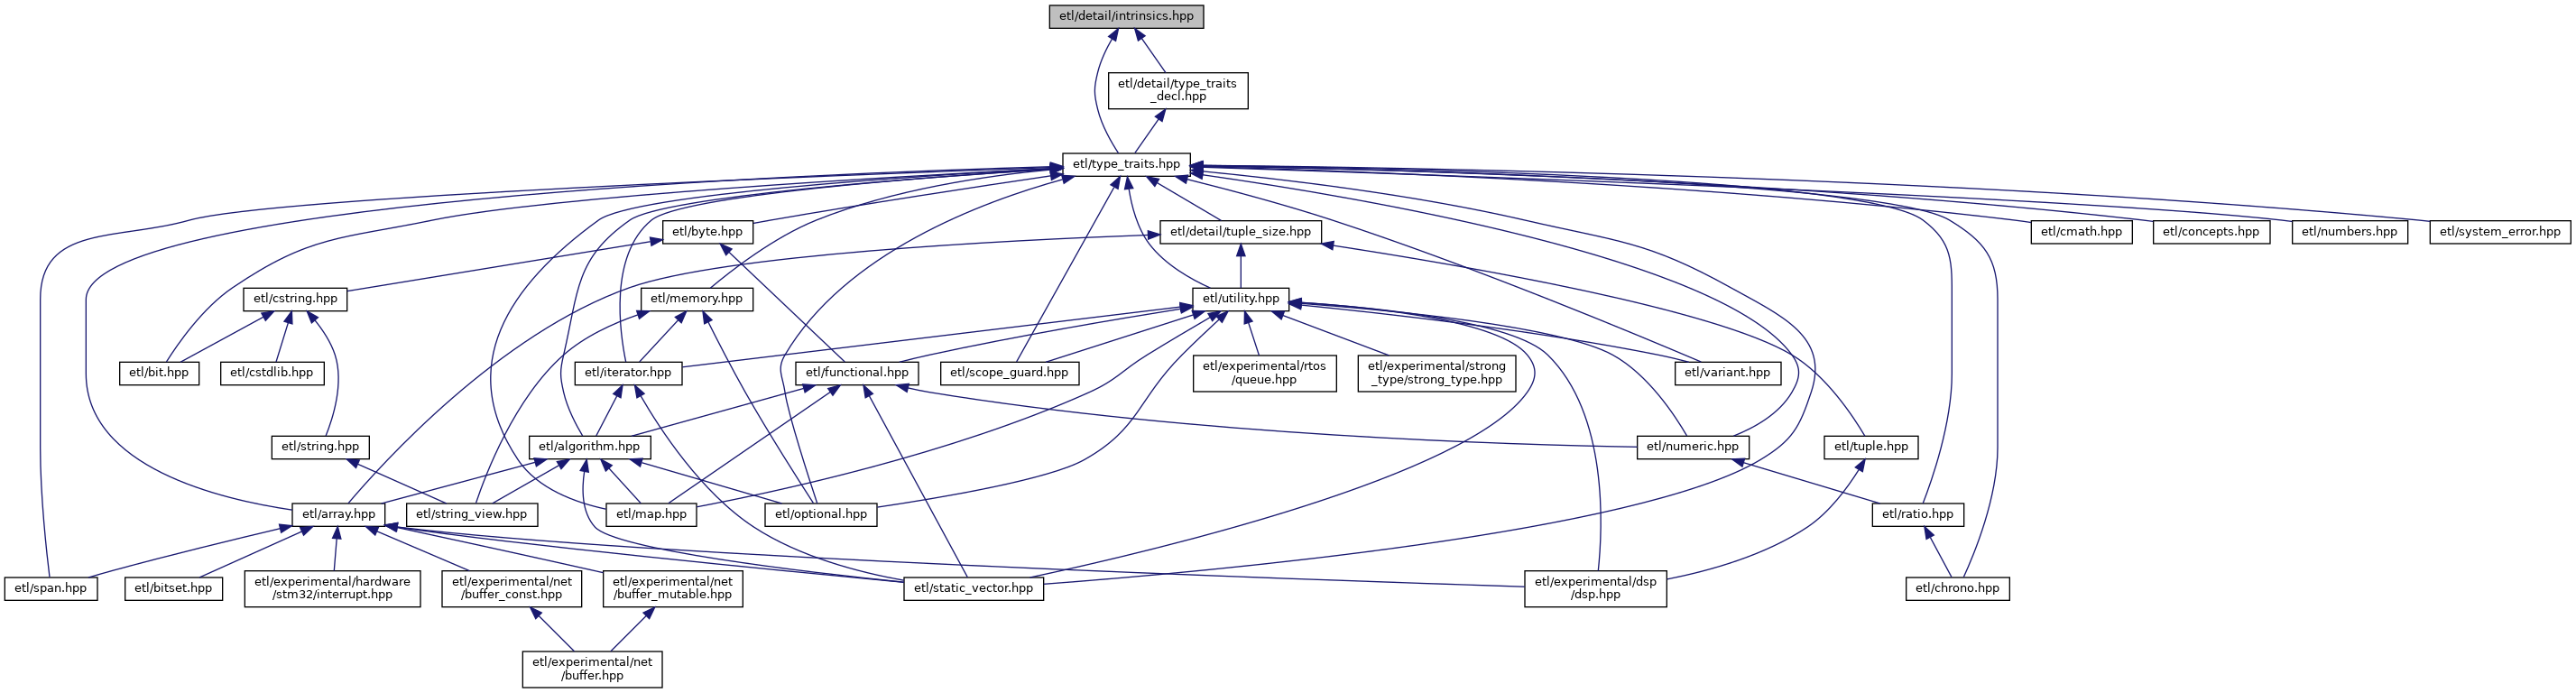 etl/detail/intrinsics.hpp
etl/detail/type_traits
_decl.hpp
etl/type_traits.hpp
etl/byte.hpp
etl/detail/tuple_size.hpp
etl/cmath.hpp
etl/concepts.hpp
etl/numbers.hpp
etl/system_error.hpp
etl/cstring.hpp
etl/memory.hpp
etl/utility.hpp
etl/bit.hpp
etl/cstdlib.hpp
etl/iterator.hpp
etl/functional.hpp
etl/scope_guard.hpp
etl/experimental/rtos
/queue.hpp
etl/experimental/strong
_type/strong_type.hpp
etl/variant.hpp
etl/string.hpp
etl/algorithm.hpp
etl/numeric.hpp
etl/tuple.hpp
etl/array.hpp
etl/string_view.hpp
etl/map.hpp
etl/optional.hpp
etl/ratio.hpp
etl/span.hpp
etl/bitset.hpp
etl/experimental/hardware
/stm32/interrupt.hpp
etl/experimental/net
/buffer_const.hpp
etl/experimental/net
/buffer_mutable.hpp
etl/static_vector.hpp
etl/experimental/dsp
/dsp.hpp
etl/chrono.hpp
etl/experimental/net
/buffer.hpp